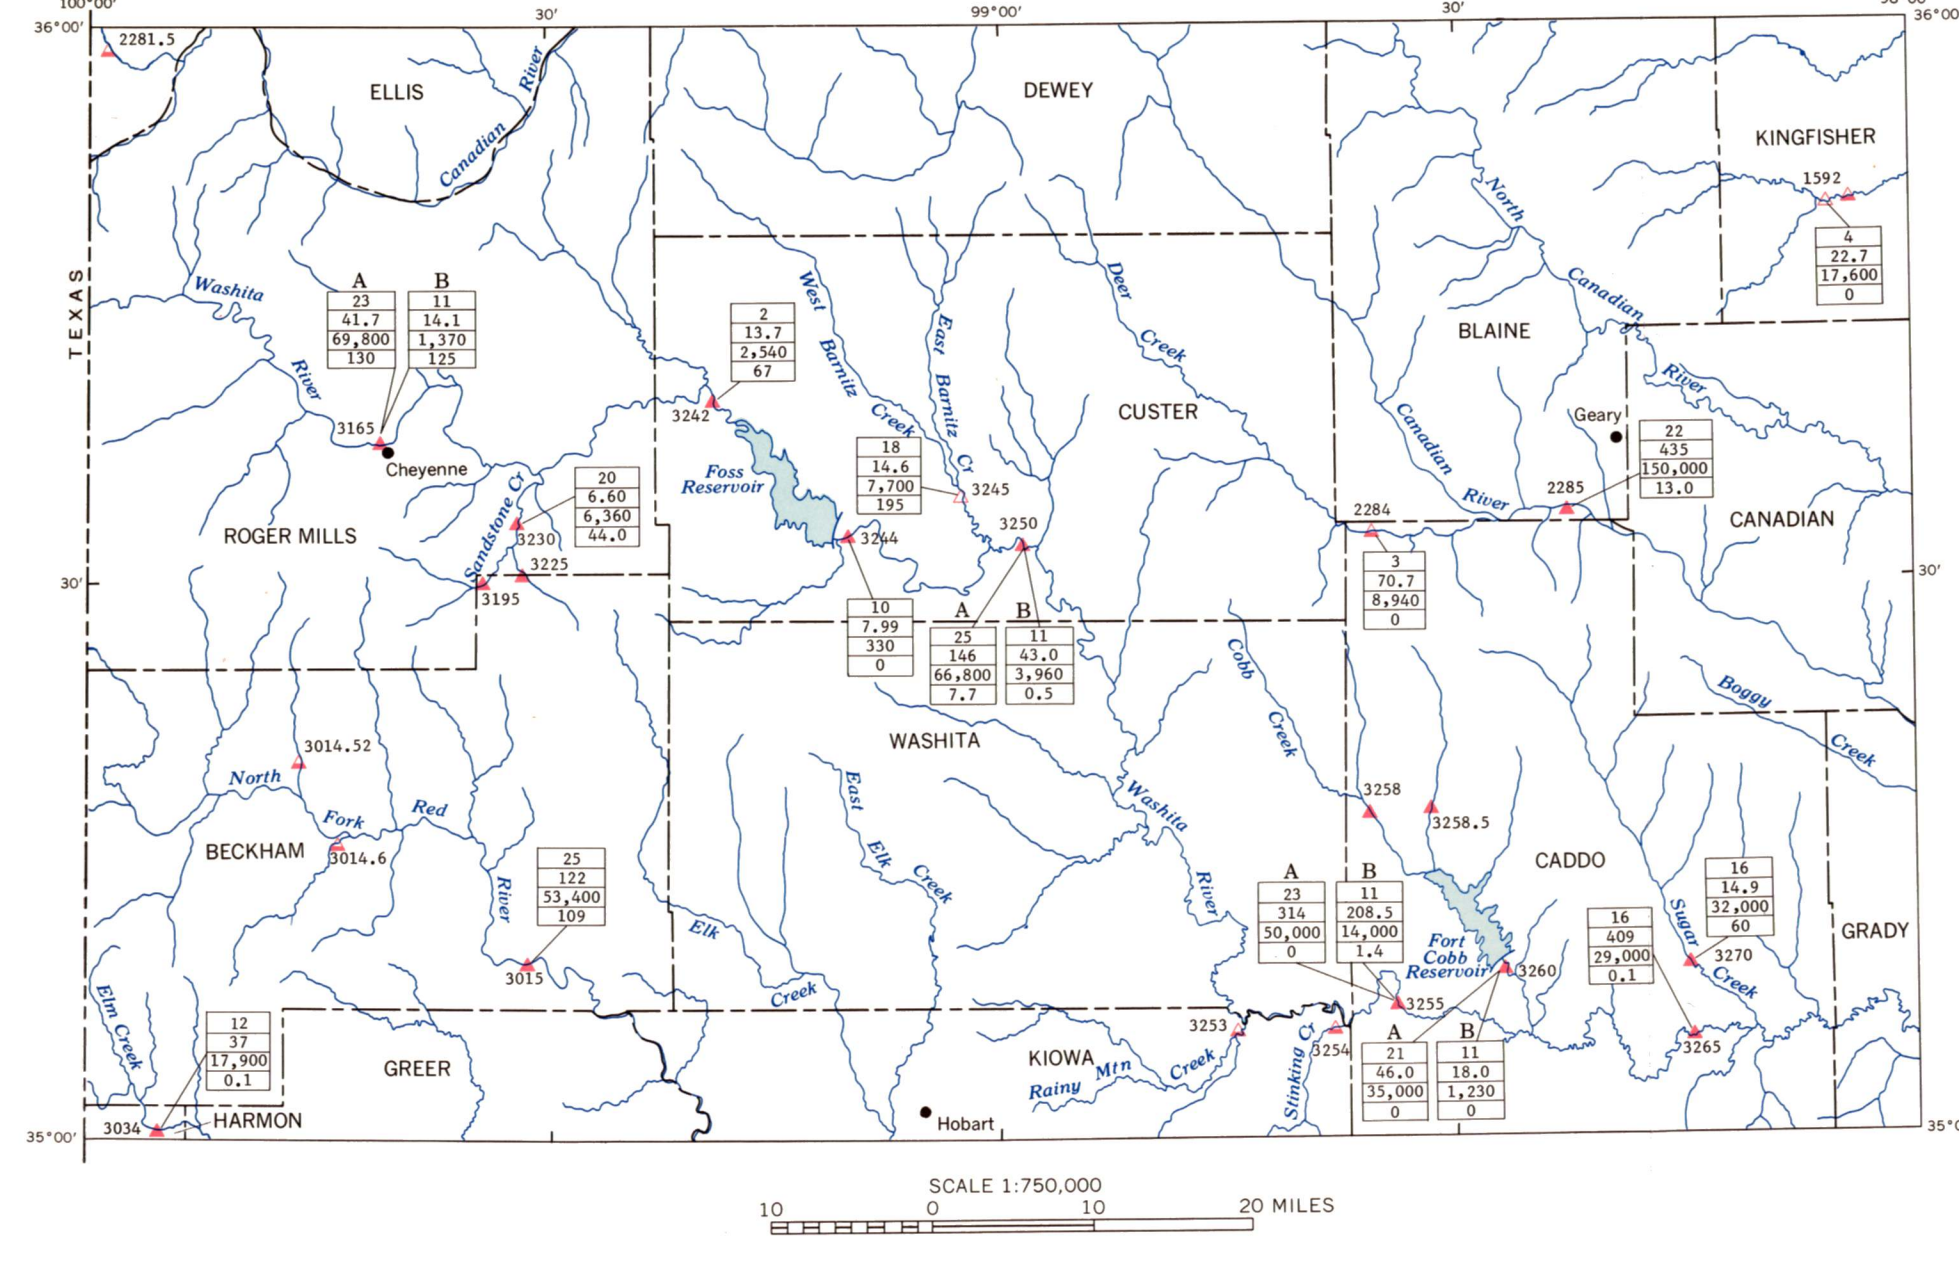 100°00'
30'
99°00'
30'
36°00'
36°00'
2281.5
ELLIS
Canadian River
DEWEY
KINGFISHER
1592
4
22.7
17,600
0
North Canadian River
TEXAS
Washita River
A
23
41.7
69,800
130
B
11
14.1
1,370
125
3165
Cheyenne
2
13.7
2,540
67
3242
West Barnitz Creek
East Barnitz Cr
Deer Creek
CUSTER
BLAINE
Geary
22
435
150,000
13.0
2285
Canadian River
CANADIAN
Foss
Reservoir
18
14.6
7,700
195
3245
3250
3244
2284
3
70.7
8,940
0
ROGER MILLS
Sandstone Cr
20
6.60
6,360
44.0
3230
3225
3195
30'
30'
10
7.99
330
0
A
25
146
66,800
7.7
B
11
43.0
3,960
0.5
Cobb Creek
Boggy Creek
WASHITA
Washita River
3014.52
North Fork Red River
3014.6
BECKHAM
East Elk Creek
3258
3258.5
CADDO
25
122
53,400
109
3015
Elk Creek
A
23
314
50,000
0
B
11
208.5
14,000
1.4
Fort
Cobb
Reservoir
3260
3255
16
409
29,000
0.1
16
14.9
32,000
60
Sugar Creek
3270
3265
GRADY
Elm Creek
12
37
17,900
0.1
3034
HARMON
GREER
KIOWA
Rainy Mtn Creek
3253
3254
Stinking Cr
A
21
46.0
35,000
0
B
11
18.0
1,230
0
Hobart
35°00'
SCALE 1:750,000
10 0 10 20 MILES